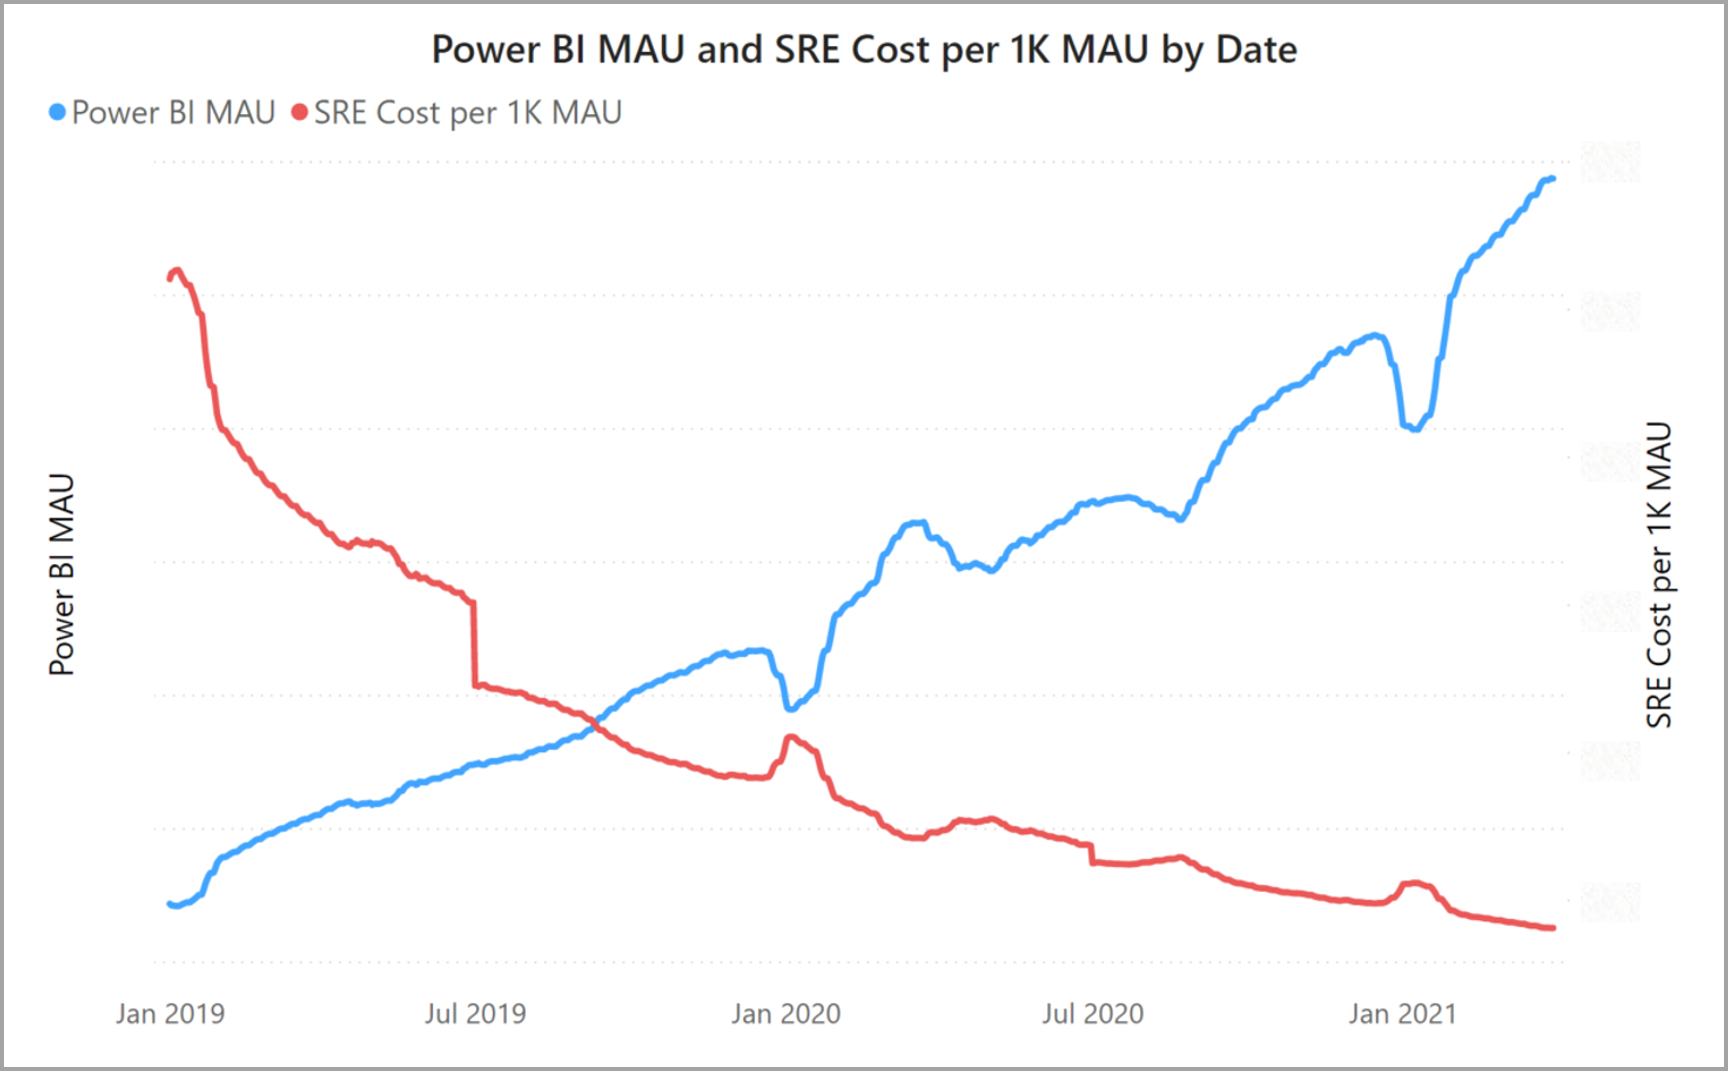 Power BI MAU and SRE Cost per 1K MAU by Date
Power BI MAU SRE Cost per 1K MAU
Power BI MAU
SRE Cost per 1K MAU
Jan 2019 Jul 2019 Jan 2020 Jul 2020 Jan 2021